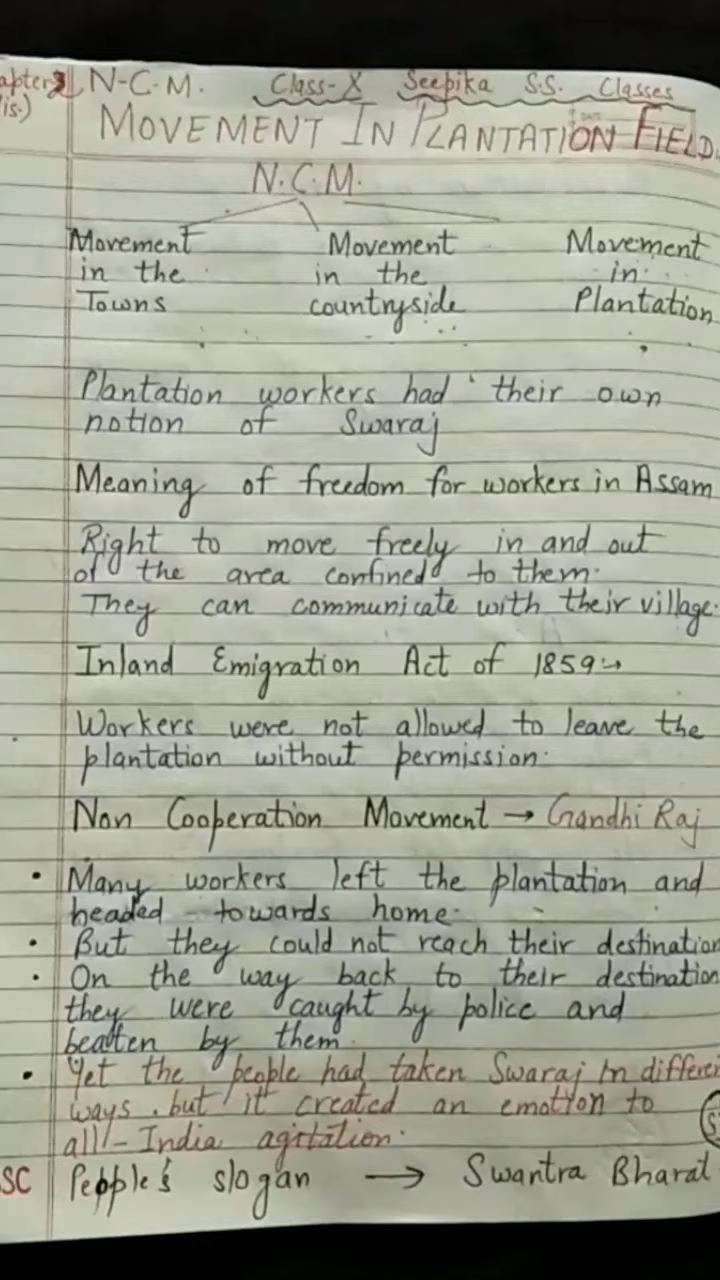 N-C-M. Class-X Seepika S.S. Classes
MOVEMENT IN PLANTATION FIELD
N.C.M.
Movement in the Towns
Movement in the countryside
Movement in Plantation
Plantation workers had their own
notion of Swaraj
Meaning of freedom for workers in Assam
Right to move freely in and out
of the area confined to them.
They can communicate with their village.
Inland Emigration Act of 1859
Workers were not allowed to leave the
plantation without permission.
Non Cooperation Movement → Gandhi Raj
• Many workers left the plantation and
headed towards home.
• But they could not reach their destination
• On the way back to their destination
they were caught by police and
beaten by them.
• Yet the people had taken Swaraj in
ways. but it created an emotion to
all-India agitation.
SC People's slogan → Swantra Bharat